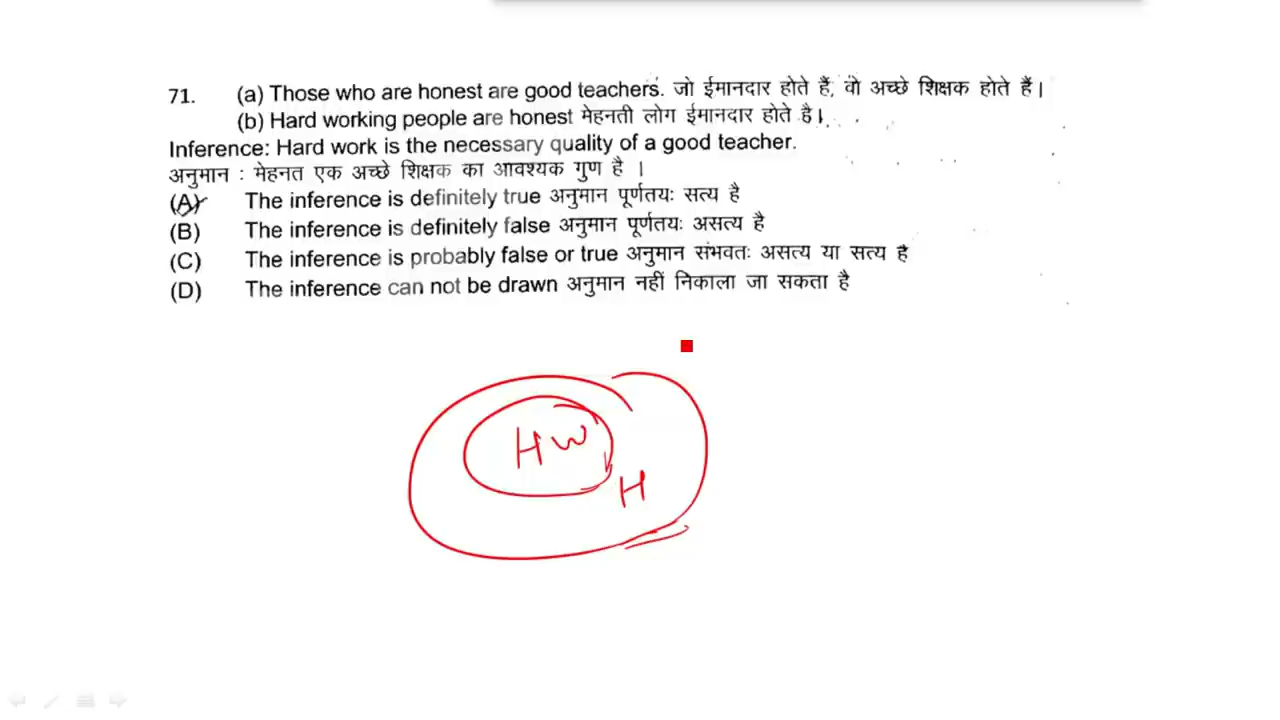 71. (a) Those who are honest are good teachers. जो ईमानदार होते हैं, वो अच्छे शिक्षक होते हैं।
(b) Hard working people are honest मेहनती लोग ईमानदार होते है।
Inference: Hard work is the necessary quality of a good teacher.
अनुमान : मेहनत एक अच्छे शिक्षक का आवश्यक गुण है ।
(A) The inference is definitely true अनुमान पूर्णतयः सत्य है
(B) The inference is definitely false अनुमान पूर्णतयः असत्य है
(C) The inference is probably false or true अनुमान संभवतः असत्य या सत्य है
(D) The inference can not be drawn अनुमान नहीं निकाला जा सकता है
HW
H